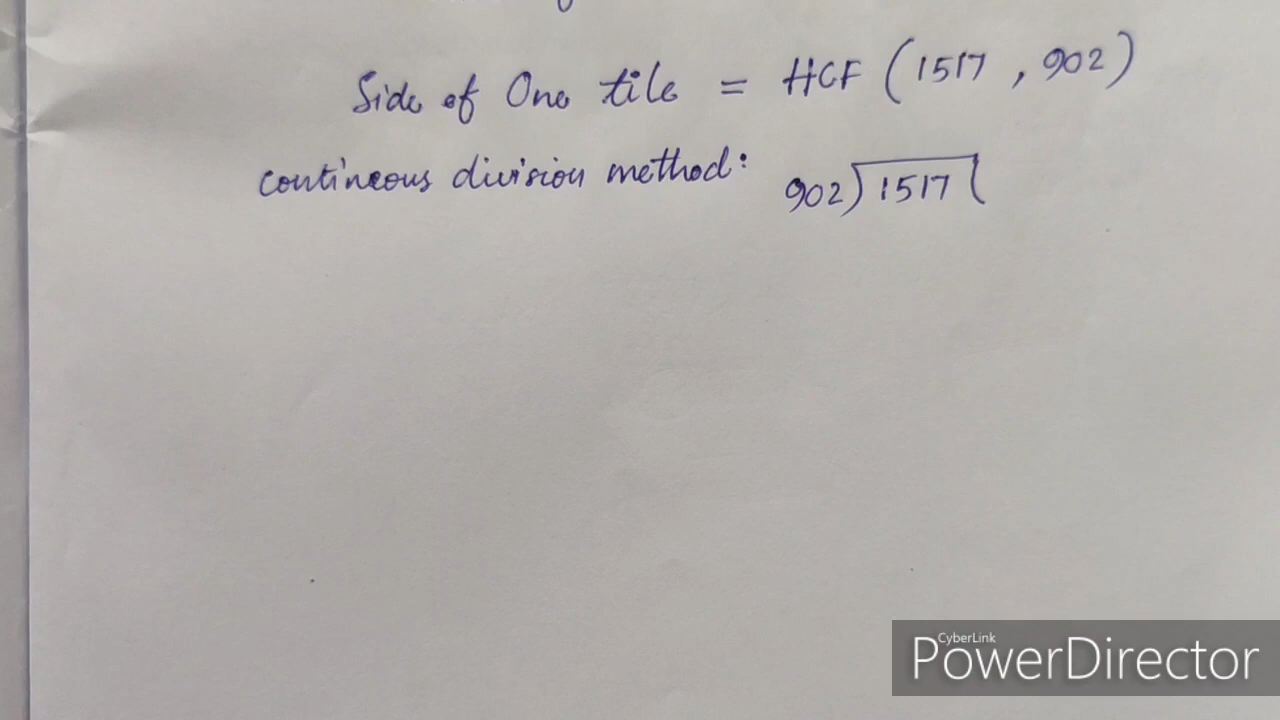 Side of One tile = HCF (1517 , 902)
contineous division method: 902) 1517 (
CyberLink
PowerDirector